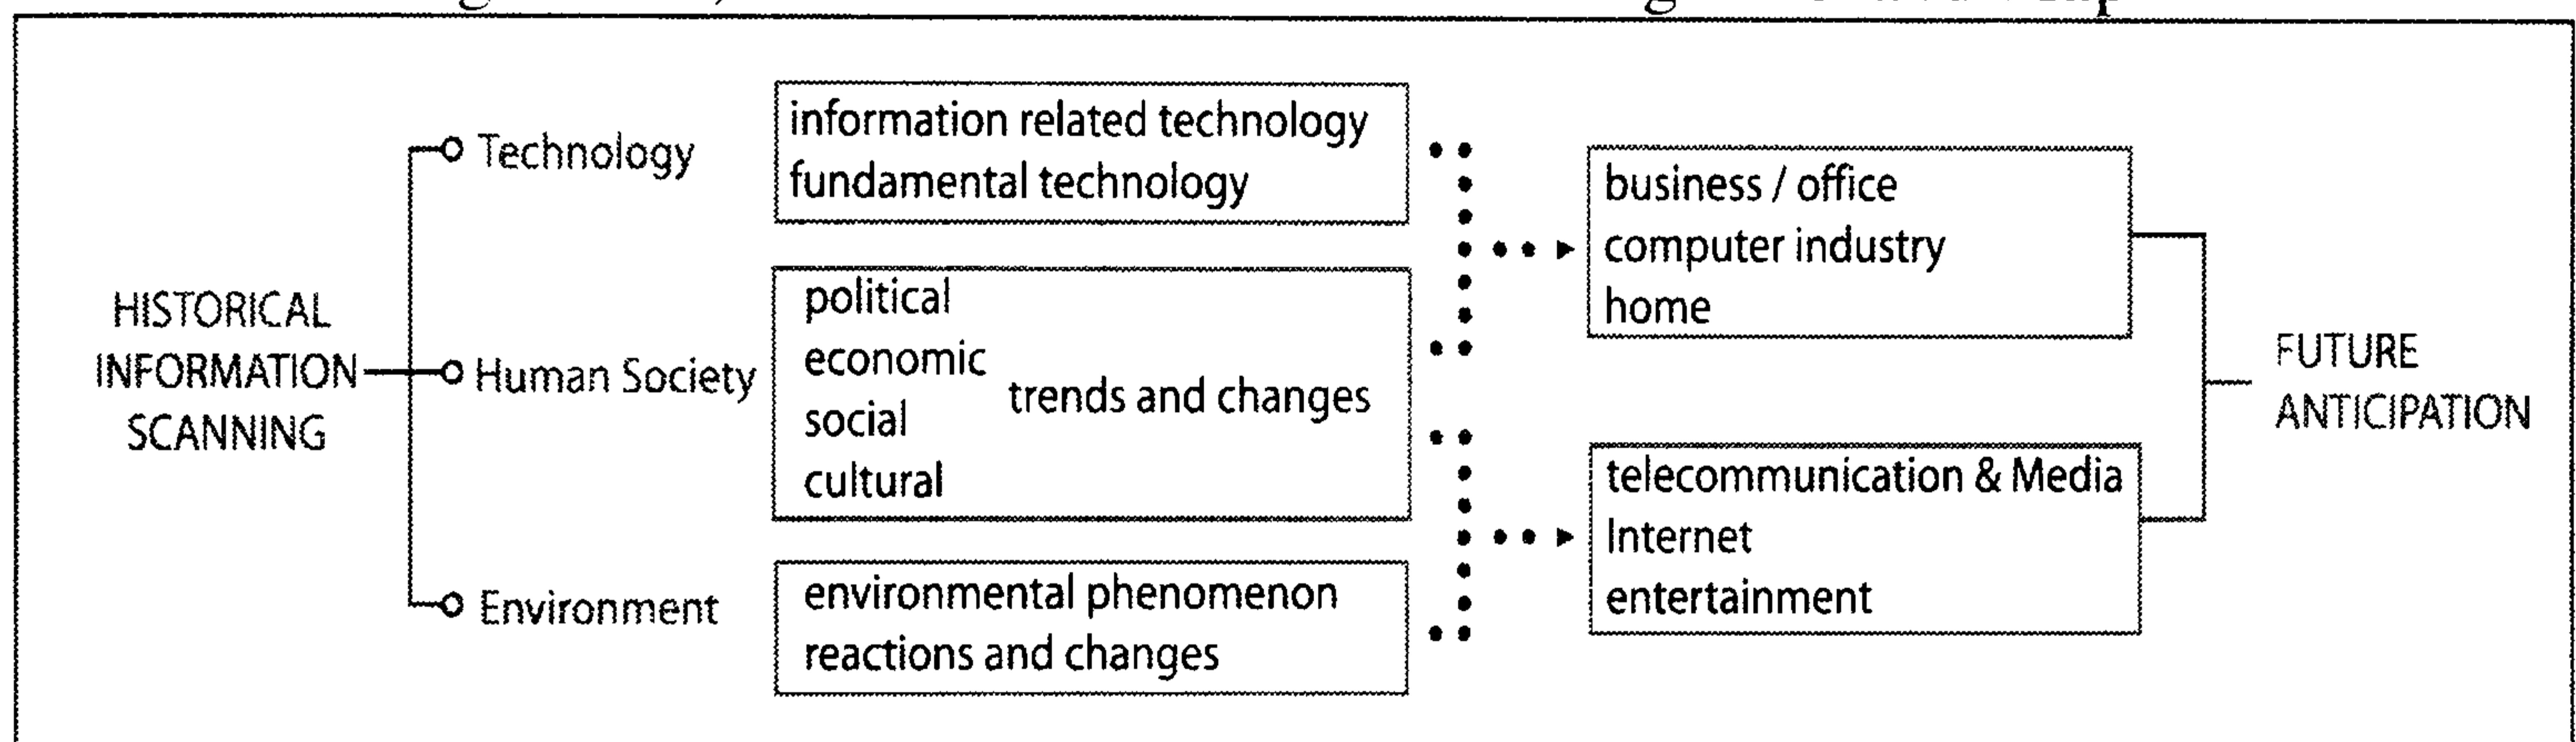 HISTORICAL
INFORMATION
SCANNING
Technology
information related technology
fundamental technology
Human Society
political
economic
social
cultural
trends and changes
Environment
environmental phenomenon
reactions and changes
business / office
computer industry
home
telecommunication & Media
Internet
entertainment
FUTURE
ANTICIPATION